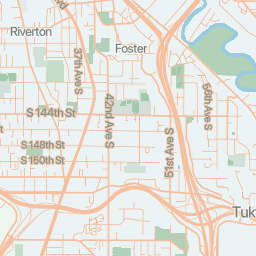 Riverton
Foster
37th Ave S
42nd Ave S
S 144th St
S 148th St
S 150th St
51st Ave S
56th Ave S
Tuk